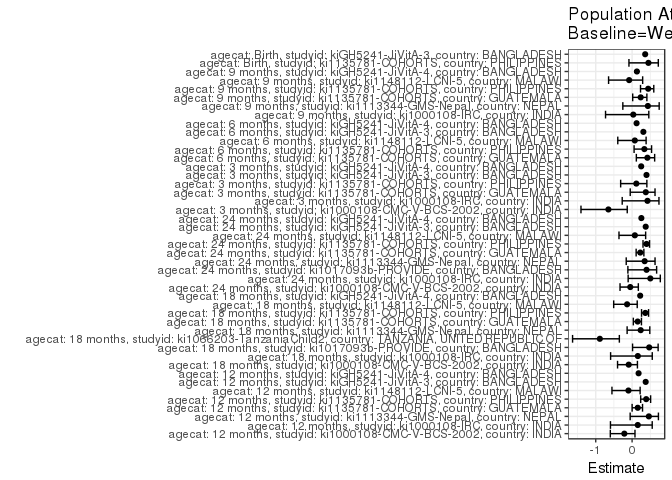 Population At
Baseline=We
agecat: Birth, studyid: kiGH5241-JiVitA-3, country: BANGLADESH
agecat: Birth, studyid: ki1135781-COHORTS, country: PHILIPPINES
agecat: 9 months, studyid: kiGH5241-JiVitA-4, country: BANGLADESH
agecat: 9 months, studyid: ki1148112-LCNI-5, country: MALAWI
agecat: 9 months, studyid: ki1135781-COHORTS, country: PHILIPPINES
agecat: 9 months, studyid: ki1135781-COHORTS, country: GUATEMALA
agecat: 9 months, studyid: ki1113344-GMS-Nepal, country: NEPAL
agecat: 9 months, studyid: ki1000108-IRC, country: INDIA
agecat: 6 months, studyid: kiGH5241-JiVitA-4, country: BANGLADESH
agecat: 6 months, studyid: kiGH5241-JiVitA-3, country: BANGLADESH
agecat: 6 months, studyid: ki1148112-LCNI-5, country: MALAWI
agecat: 6 months, studyid: ki1135781-COHORTS, country: PHILIPPINES
agecat: 6 months, studyid: ki1135781-COHORTS, country: GUATEMALA
agecat: 3 months, studyid: kiGH5241-JiVitA-4, country: BANGLADESH
agecat: 3 months, studyid: kiGH5241-JiVitA-3, country: BANGLADESH
agecat: 3 months, studyid: ki1135781-COHORTS, country: PHILIPPINES
agecat: 3 months, studyid: ki1135781-COHORTS, country: GUATEMALA
agecat: 3 months, studyid: ki1000108-IRC, country: INDIA
agecat: 3 months, studyid: ki1000108-CMC-V-BCS-2002, country: INDIA
agecat: 24 months, studyid: kiGH5241-JiVitA-4, country: BANGLADESH
agecat: 24 months, studyid: kiGH5241-JiVitA-3, country: BANGLADESH
agecat: 24 months, studyid: ki1148112-LCNI-5, country: MALAWI
agecat: 24 months, studyid: ki1135781-COHORTS, country: PHILIPPINES
agecat: 24 months, studyid: ki1135781-COHORTS, country: GUATEMALA
agecat: 24 months, studyid: ki1113344-GMS-Nepal, country: NEPAL
agecat: 24 months, studyid: ki1017093b-PROVIDE, country: BANGLADESH
agecat: 24 months, studyid: ki1000108-IRC, country: INDIA
agecat: 24 months, studyid: ki1000108-CMC-V-BCS-2002, country: INDIA
agecat: 18 months, studyid: kiGH5241-JiVitA-4, country: BANGLADESH
agecat: 18 months, studyid: ki1148112-LCNI-5, country: MALAWI
agecat: 18 months, studyid: ki1135781-COHORTS, country: PHILIPPINES
agecat: 18 months, studyid: ki1135781-COHORTS, country: GUATEMALA
agecat: 18 months, studyid: ki1113344-GMS-Nepal, country: NEPAL
agecat: 18 months, studyid: ki1066203-TanzaniaChild2, country: TANZANIA, UNITED REPUBLIC OF
agecat: 18 months, studyid: ki1017093b-PROVIDE, country: BANGLADESH
agecat: 18 months, studyid: ki1000108-IRC, country: INDIA
agecat: 18 months, studyid: ki1000108-CMC-V-BCS-2002, country: INDIA
agecat: 12 months, studyid: kiGH5241-JiVitA-4, country: BANGLADESH
agecat: 12 months, studyid: kiGH5241-JiVitA-3, country: BANGLADESH
agecat: 12 months, studyid: ki1148112-LCNI-5, country: MALAWI
agecat: 12 months, studyid: ki1135781-COHORTS, country: PHILIPPINES
agecat: 12 months, studyid: ki1135781-COHORTS, country: GUATEMALA
agecat: 12 months, studyid: ki1113344-GMS-Nepal, country: NEPAL
agecat: 12 months, studyid: ki1000108-IRC, country: INDIA
agecat: 12 months, studyid: ki1000108-CMC-V-BCS-2002, country: INDIA
-1 0
Estimate